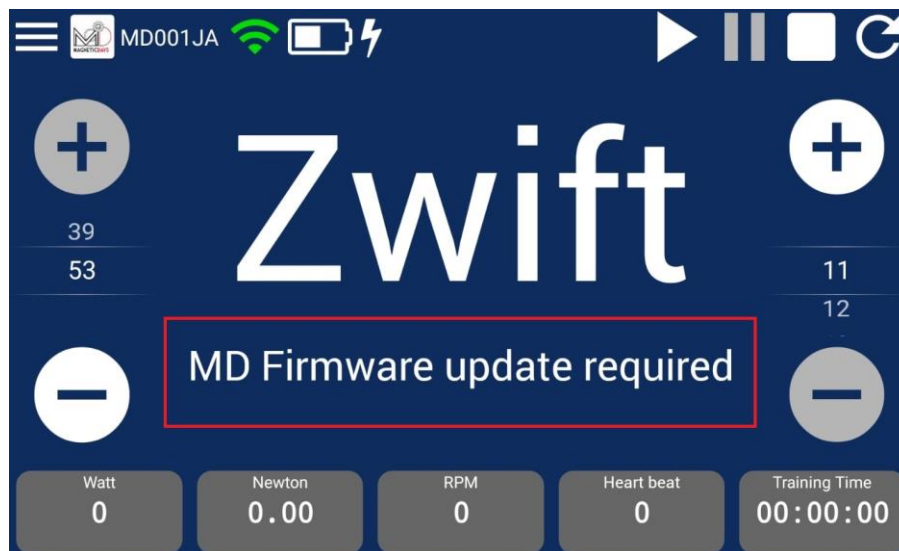 MD001JA
MAGNETICDAYS
39
53
Zwift
11
12
MD Firmware update required
Watt
0
Newton
0.00
RPM
0
Heart beat
0
Training Time
00:00:00